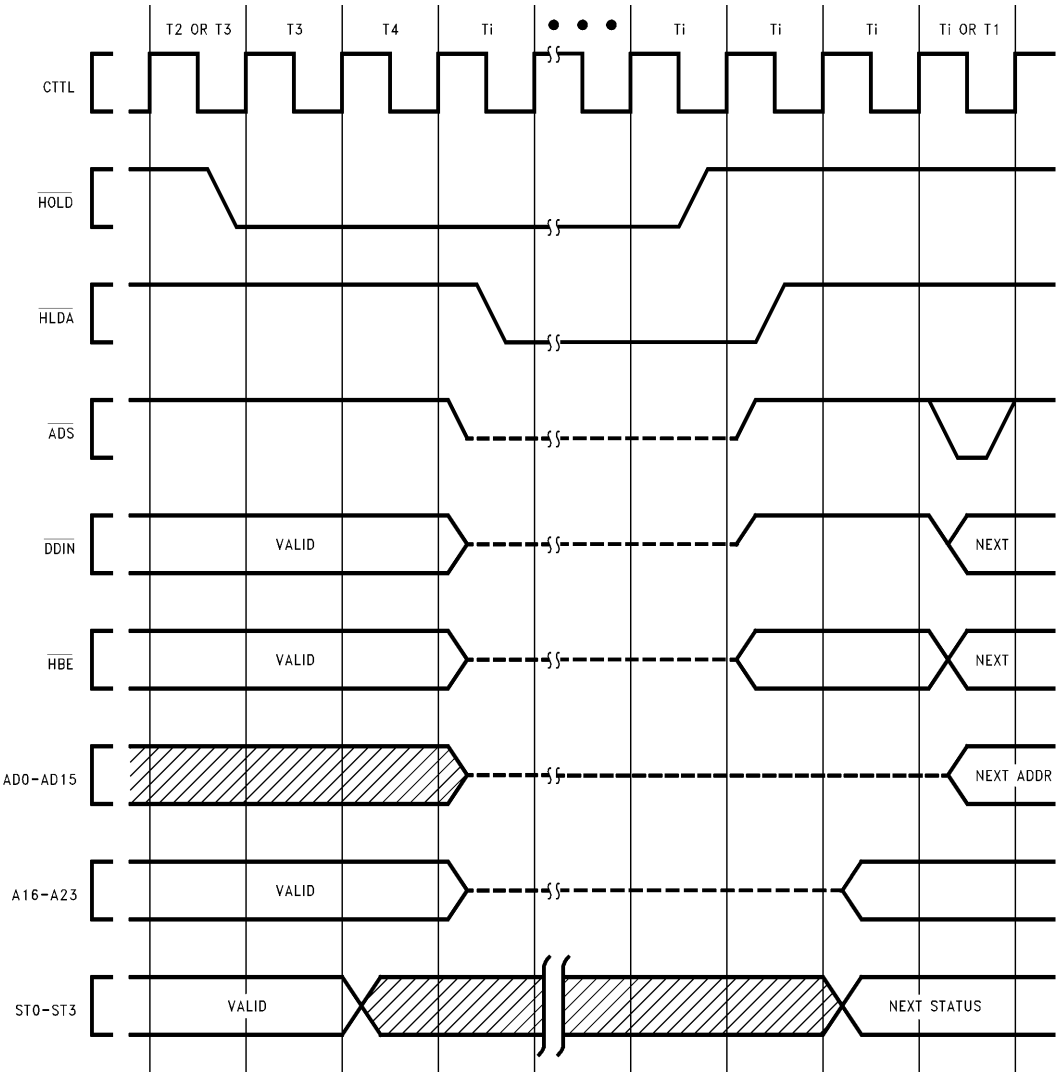 T2 OR T3 T3 T4 Ti • • • Ti Ti Ti Ti OR T1
CTTL
HOLD
HLDA
ADS
DDIN VALID NEXT
HBE VALID NEXT
AD0-AD15 NEXT ADDR
A16-A23 VALID
ST0-ST3 VALID NEXT STATUS